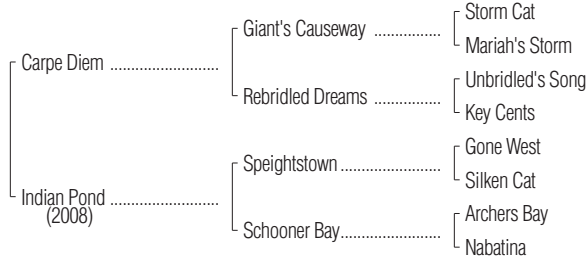 Storm Cat
Giant's Causeway ................
Mariah's Storm
Carpe Diem ..........................
Unbridled's Song
Rebridled Dreams ................
Key Cents
Gone West
Speightstown ........................
Silken Cat
Indian Pond ..........................
(2008)
Archers Bay
Schooner Bay........................
Nabatina